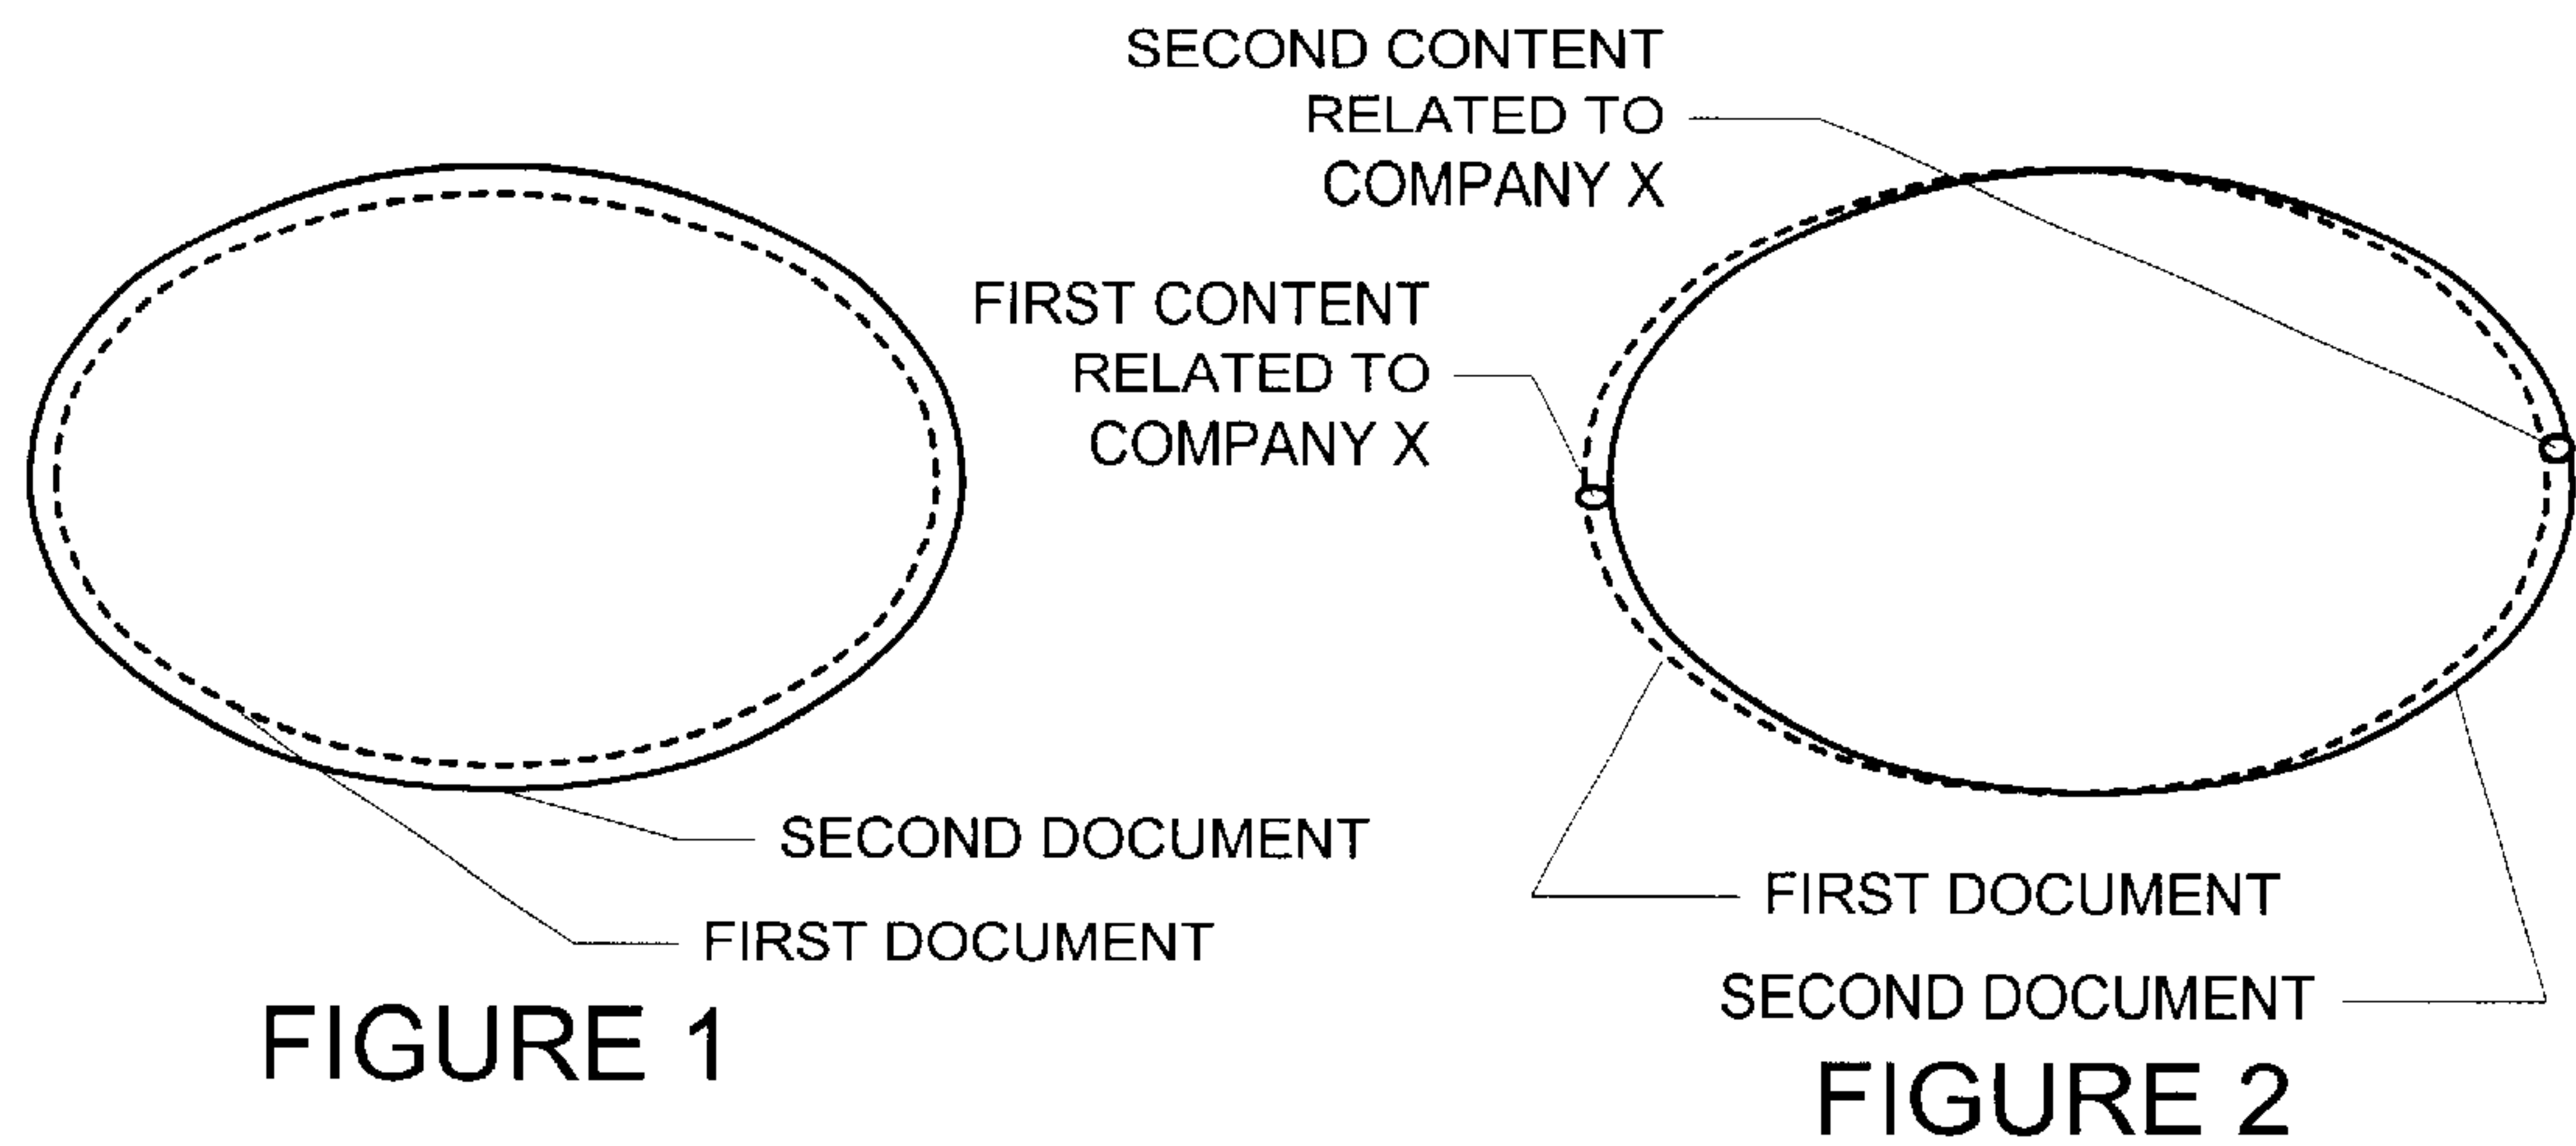 SECOND CONTENT
RELATED TO
COMPANY X
FIRST CONTENT
RELATED TO
COMPANY X
SECOND DOCUMENT
FIRST DOCUMENT
FIGURE 1
FIRST DOCUMENT
SECOND DOCUMENT
FIGURE 2